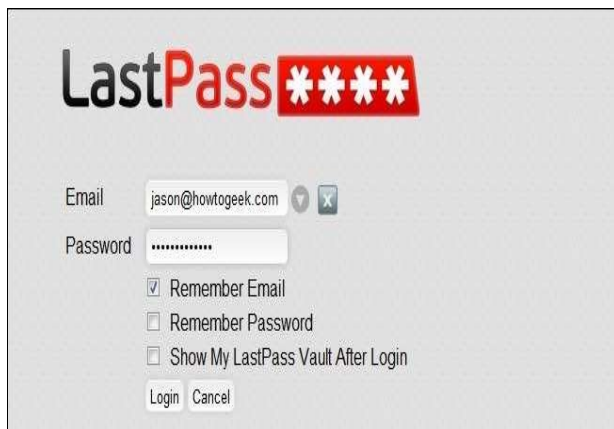 LastPass ****
Email jason@howtogeek.com
Password •••••••••••••
Remember Email
Remember Password
Show My LastPass Vault After Login
Login Cancel